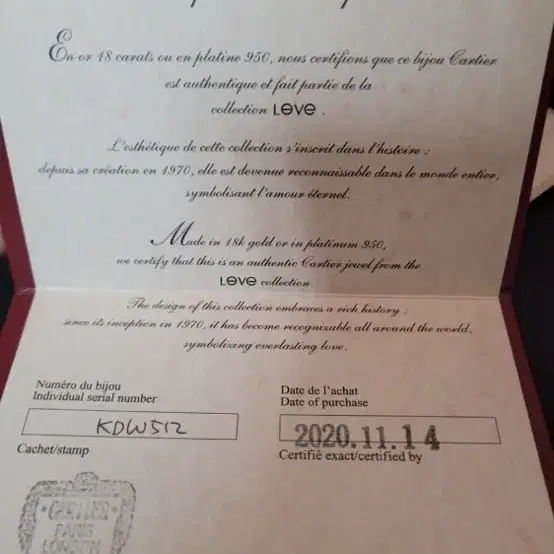 En or 18 carats ou en platine 950, nous certifions que ce bijou Cartier
est authentique et fait partie de la
collection LOVE .
L'esthétique de cette collection s'inscrit dans l'histoire :
depuis sa création en 1970, elle est devenue reconnaissable dans le monde entier,
symbolisant l'amour éternel.
Made in 18k gold or in platinum 950,
we certify that this is an authentic Cartier jewel from the
LOVE collection.
The design of this collection embraces a rich history :
since its inception in 1970, it has become recognizable all around the world,
symbolizing everlasting love.
Numéro du bijou
Individual serial number
KDW512
Date de l'achat
Date of purchase
2020.11.14
Cachet/stamp
Certifié exact/certified by
CARTIER
PARIS
LONDON